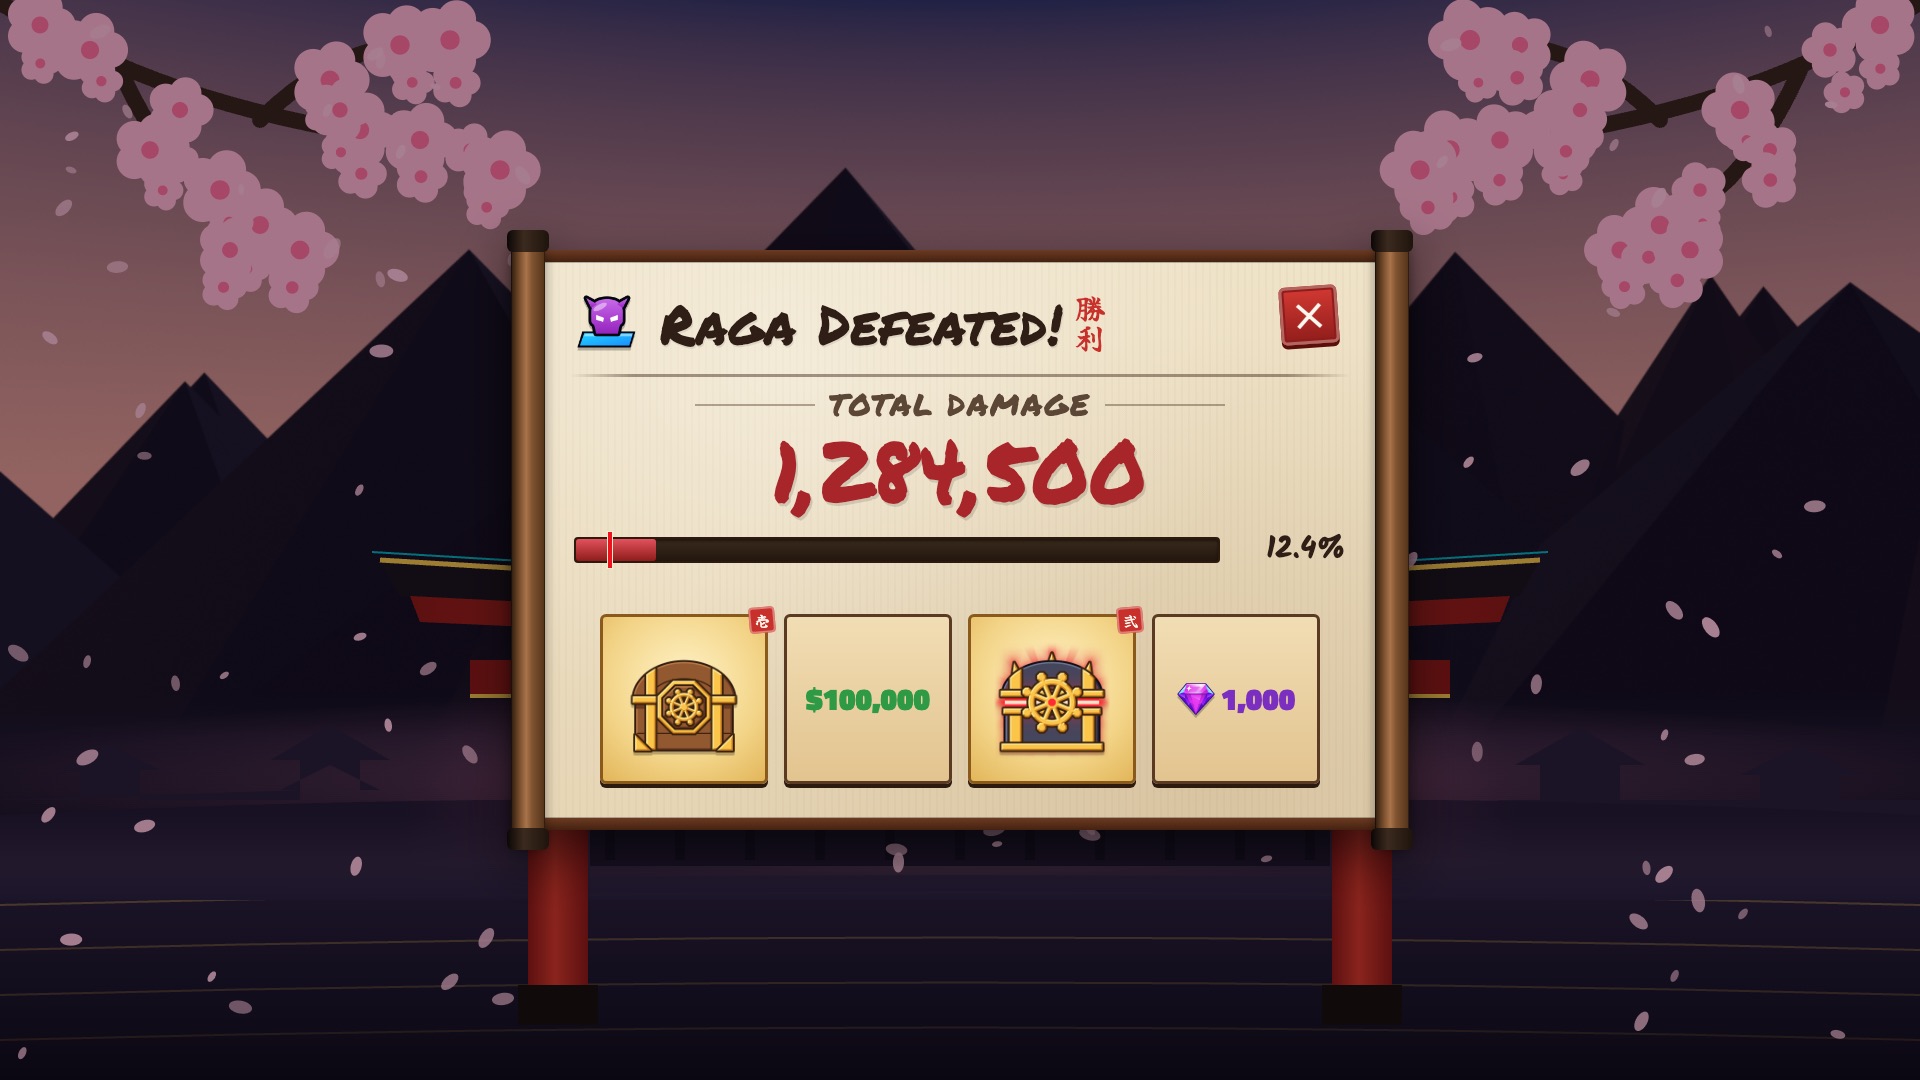 Raga Defeated!
勝利
TOTAL DAMAGE
1,284,500
12.4%
壱
$100,000
弐
1,000